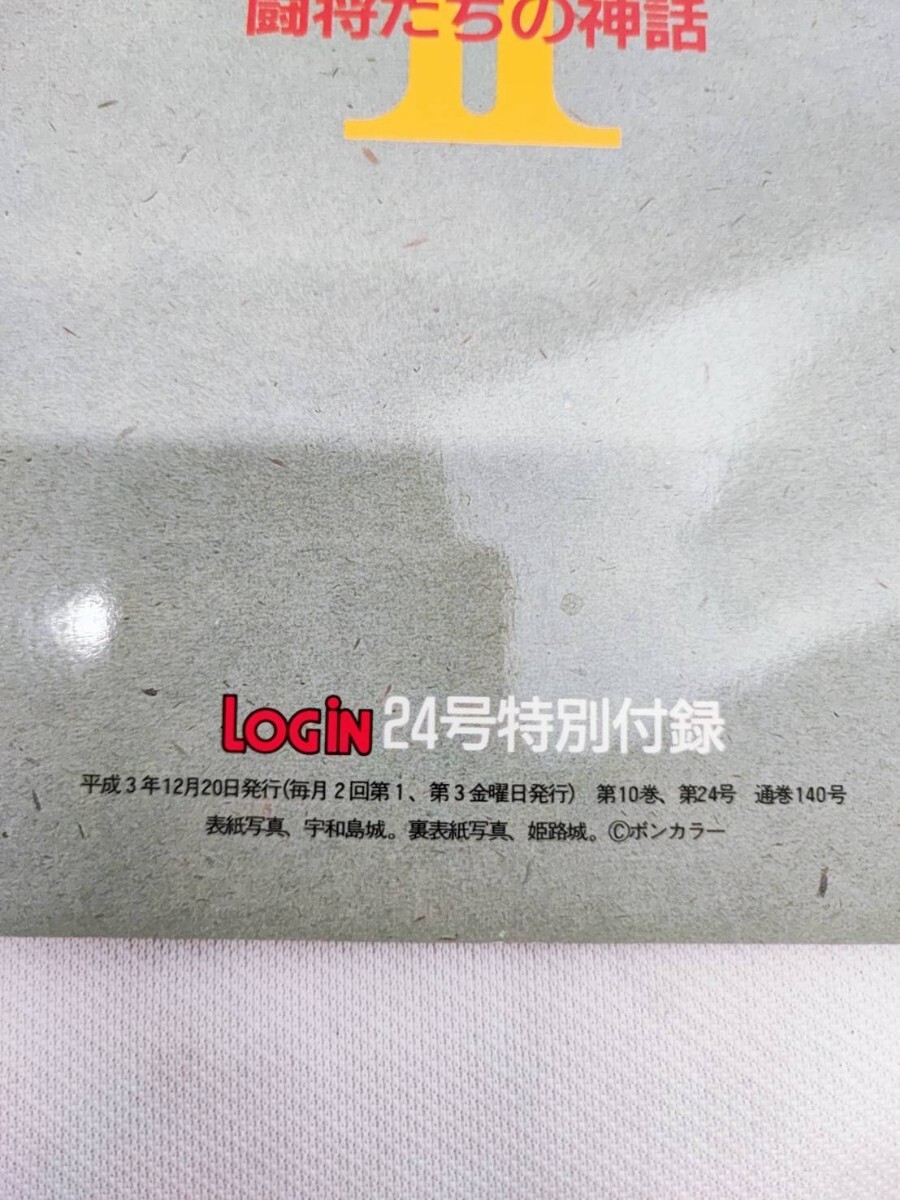 闘将たちの神話
II
LOGiN 24号特別付録
平成3年12月20日発行(毎月2回第1、第3金曜日発行) 第10巻、第24号 通巻140号
表紙写真、宇和島城。裏表紙写真、姫路城。Ⓒボンカラー